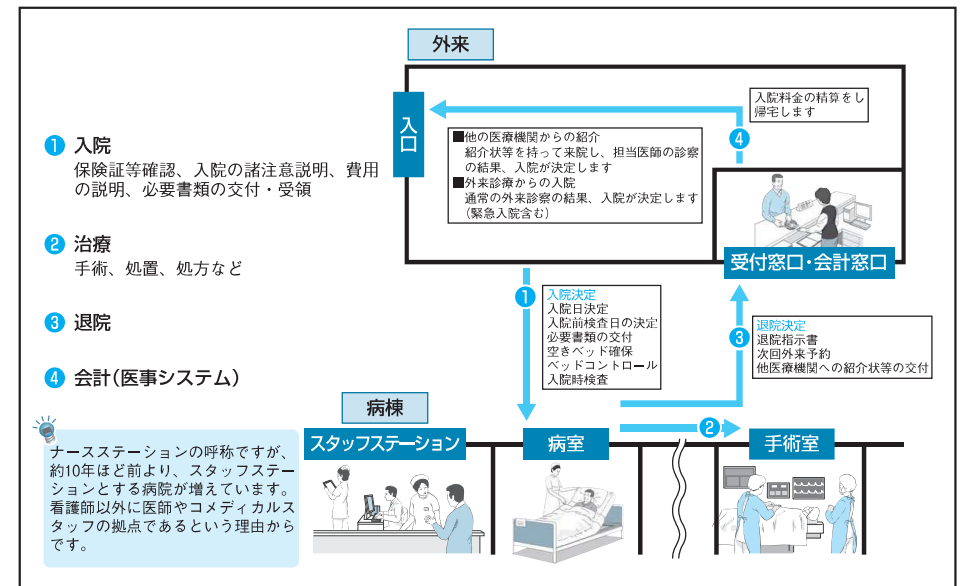 外来
入口
入院料金の精算をし
帰宅します
4
■他の医療機関からの紹介
紹介状等を持って来院し、担当医師の診察
の結果、入院が決定します
■外来診療からの入院
通常の外来診察の結果、入院が決定します
(緊急入院含む)
受付窓口・会計窓口
1 入院
保険証等確認、入院の諸注意説明、費用
の説明、必要書類の交付・受領
2 治療
手術、処置、処方など
3 退院
4 会計(医事システム)
1
入院決定
入院日決定
入院前検査日の決定
必要書類の交付
空きベッド確保
ベッドコントロール
入院時検査
3
退院決定
退院指示書
次回外来予約
他医療機関への紹介状等の交付
病棟
スタッフステーション
病室
2
手術室
ナースステーションの呼称ですが、
約10年ほど前より、スタッフステー
ションとする病院が増えています。
看護師以外に医師やコメディカルス
タッフの拠点であるという理由から
です。